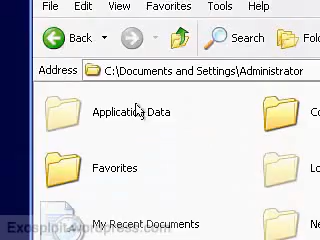 File Edit View Favorites Tools Help
Back Search
Address C:\Documents and Settings\Administrator
Application Data
Favorites
My Recent Documents
Exosploit.wordpress.com